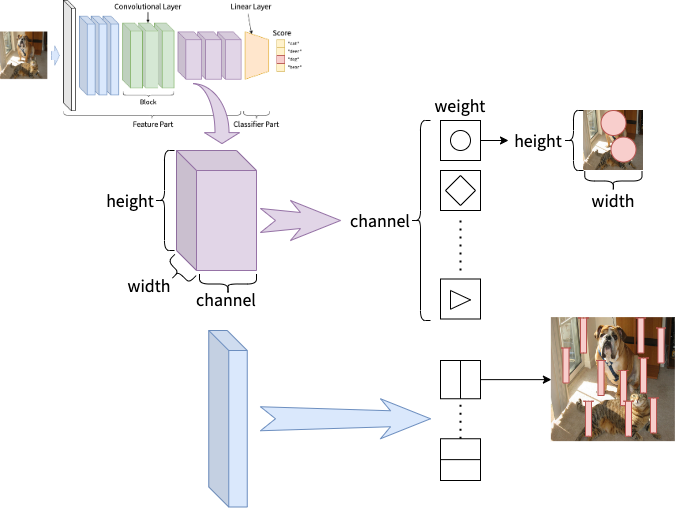 Convolutional Layer
Linear Layer
Score
"cat"
"deer"
"dog"
"bear"
Block
Feature Part
Classifier Part
weight
height
width
height
width
channel
channel